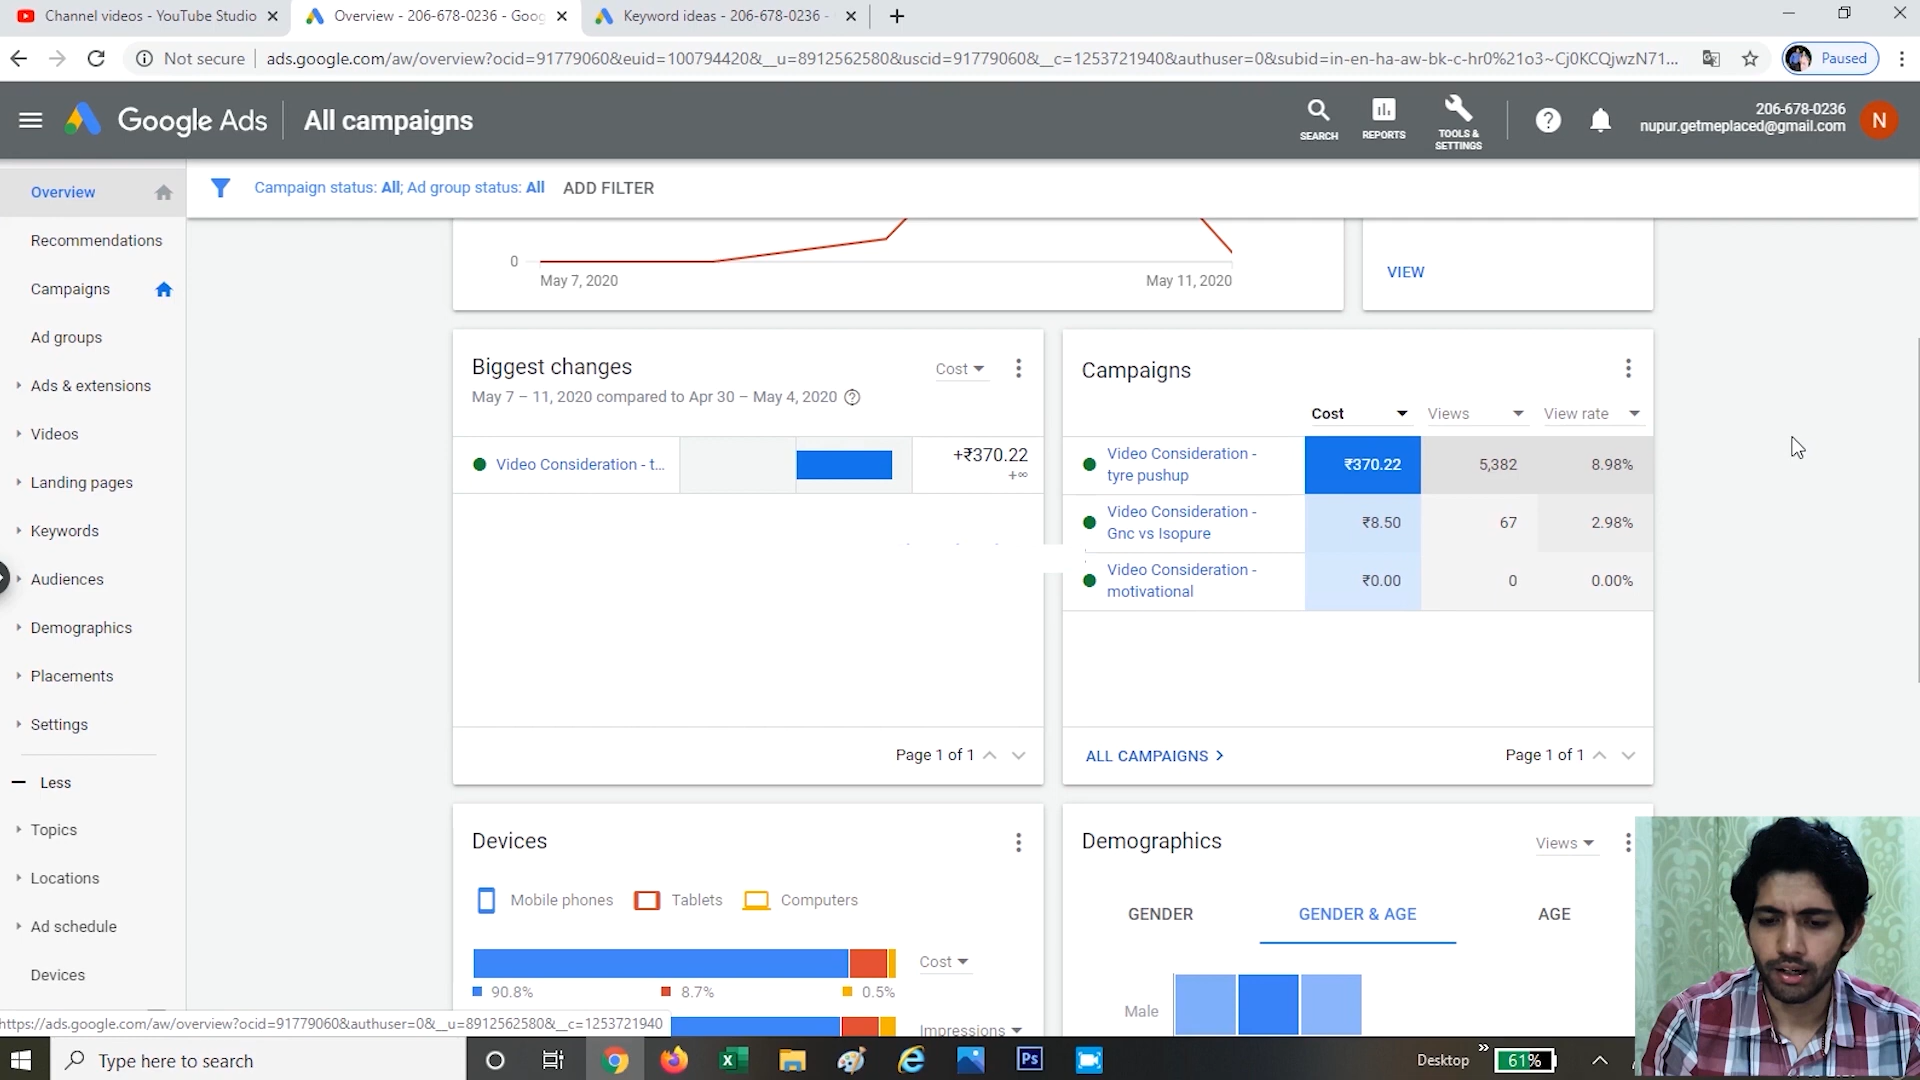 Channel videos - YouTube Studio
Overview - 206-678-0236 - Goog
Keyword ideas - 206-678-0236 -
Not secure
ads.google.com/aw/overview?ocid=91779060&euid=100794420&__u=8912562580&uscid=91779060&__c=1253721940&authuser=0&subid=in-en-ha-aw-bk-c-hr0%21o3~Cj0KCQjwzN71...
Paused
Google Ads
All campaigns
SEARCH
REPORTS
TOOLS &
SETTINGS
206-678-0236
nupur.getmeplaced@gmail.com
N
Campaign status: All; Ad group status: All
ADD FILTER
Overview
Recommendations
Campaigns
Ad groups
Ads & extensions
Videos
Landing pages
Keywords
Audiences
Demographics
Placements
Settings
Less
Topics
Locations
Ad schedule
Devices
0
May 7, 2020
May 11, 2020
VIEW
Biggest changes
Cost
May 7 – 11, 2020 compared to Apr 30 – May 4, 2020
Video Consideration - t...
+₹370.22
+∞
Page 1 of 1
Campaigns
Cost
Views
View rate
Video Consideration -
tyre pushup
₹370.22
5,382
8.98%
Video Consideration -
Gnc vs Isopure
₹8.50
67
2.98%
Video Consideration -
motivational
₹0.00
0
0.00%
ALL CAMPAIGNS
Page 1 of 1
Devices
Mobile phones
Tablets
Computers
Cost
90.8%
8.7%
0.5%
Impressions
Demographics
Views
GENDER
GENDER & AGE
AGE
Male
https://ads.google.com/aw/overview?ocid=91779060&authuser=0&__u=8912562580&__c=1253721940
Type here to search
Ps
Desktop
61%